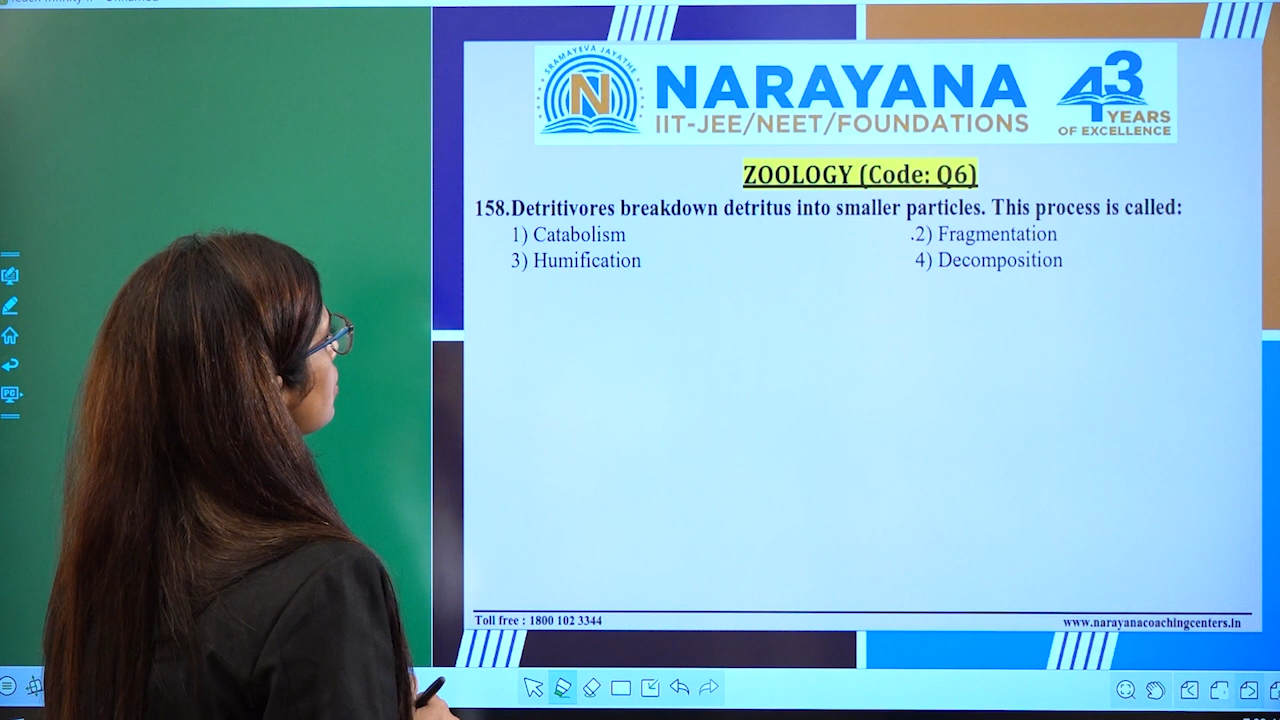 SRAMAYEVA JAYATHE
N
NARAYANA
IIT-JEE/NEET/FOUNDATIONS
43
YEARS
OF EXCELLENCE
ZOOLOGY (Code: Q6)
158.Detritivores breakdown detritus into smaller particles. This process is called:
1) Catabolism .2) Fragmentation
3) Humification 4) Decomposition
PC
Toll free : 1800 102 3344 www.narayanacoachingcenters.in